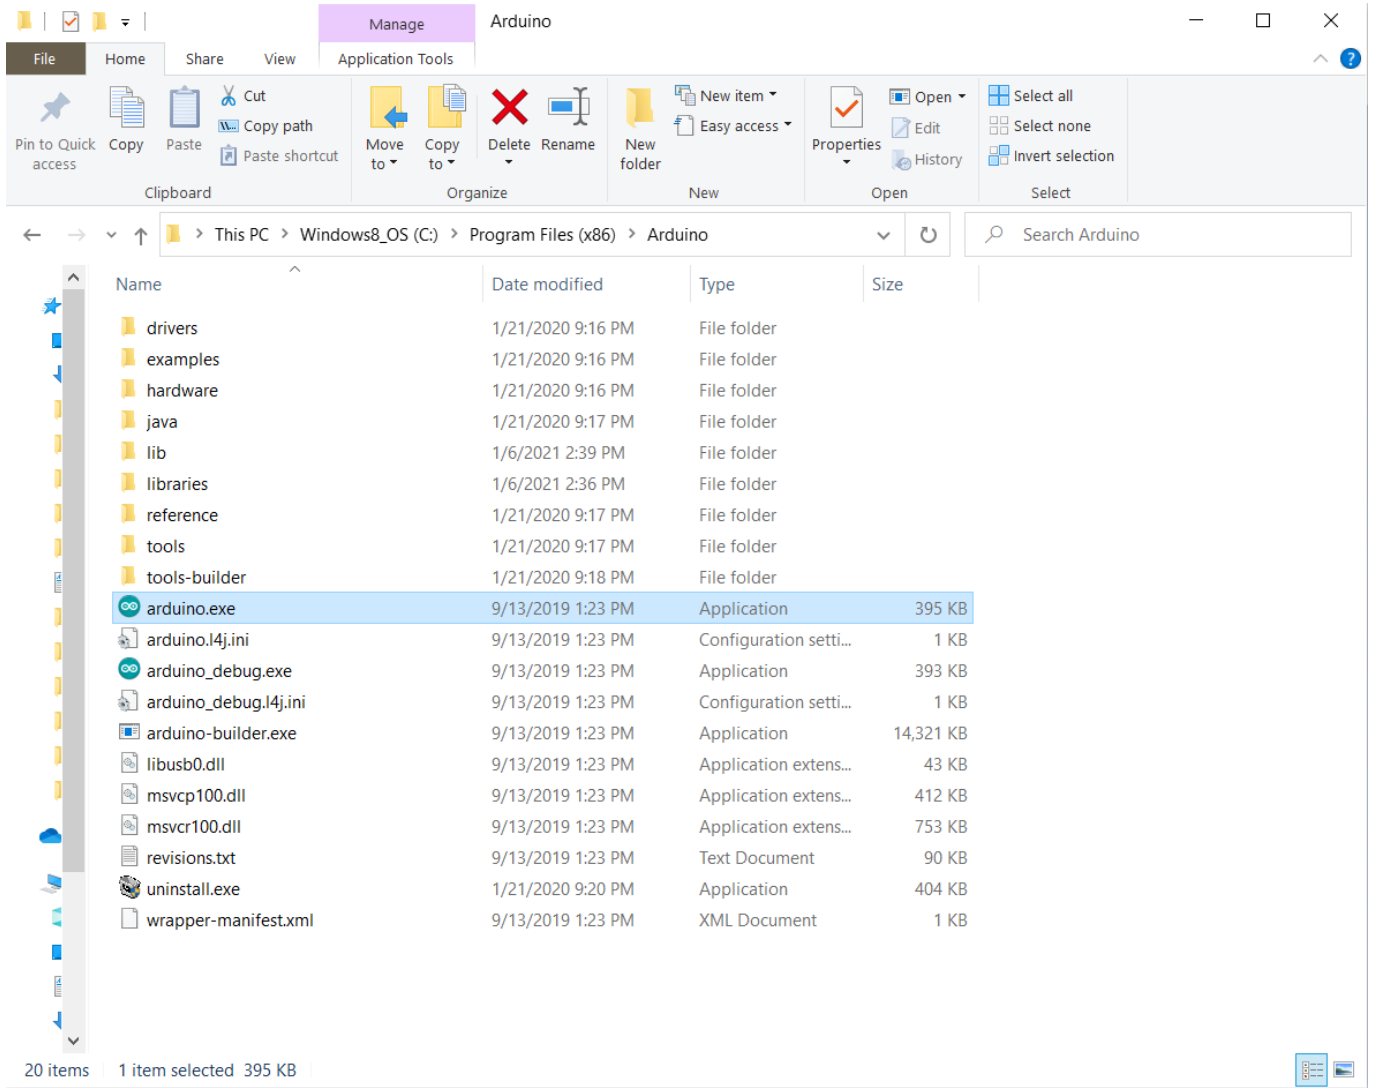 Manage Arduino
File Home Share View Application Tools
Pin to Quick access
Copy
Paste
Cut
Copy path
Paste shortcut
Clipboard
Move to
Copy to
Delete
Rename
Organize
New folder
New item
Easy access
New
Properties
Open
Edit
History
Open
Select all
Select none
Invert selection
Select
This PC > Windows8_OS (C:) > Program Files (x86) > Arduino
Search Arduino
Name Date modified Type Size
drivers 1/21/2020 9:16 PM File folder
examples 1/21/2020 9:16 PM File folder
hardware 1/21/2020 9:16 PM File folder
java 1/21/2020 9:17 PM File folder
lib 1/6/2021 2:39 PM File folder
libraries 1/6/2021 2:36 PM File folder
reference 1/21/2020 9:17 PM File folder
tools 1/21/2020 9:17 PM File folder
tools-builder 1/21/2020 9:18 PM File folder
arduino.exe 9/13/2019 1:23 PM Application 395 KB
arduino.l4j.ini 9/13/2019 1:23 PM Configuration setti... 1 KB
arduino_debug.exe 9/13/2019 1:23 PM Application 393 KB
arduino_debug.l4j.ini 9/13/2019 1:23 PM Configuration setti... 1 KB
arduino-builder.exe 9/13/2019 1:23 PM Application 14,321 KB
libusb0.dll 9/13/2019 1:23 PM Application extens... 43 KB
msvcp100.dll 9/13/2019 1:23 PM Application extens... 412 KB
msvcr100.dll 9/13/2019 1:23 PM Application extens... 753 KB
revisions.txt 9/13/2019 1:23 PM Text Document 90 KB
uninstall.exe 1/21/2020 9:20 PM Application 404 KB
wrapper-manifest.xml 9/13/2019 1:23 PM XML Document 1 KB
20 items 1 item selected 395 KB